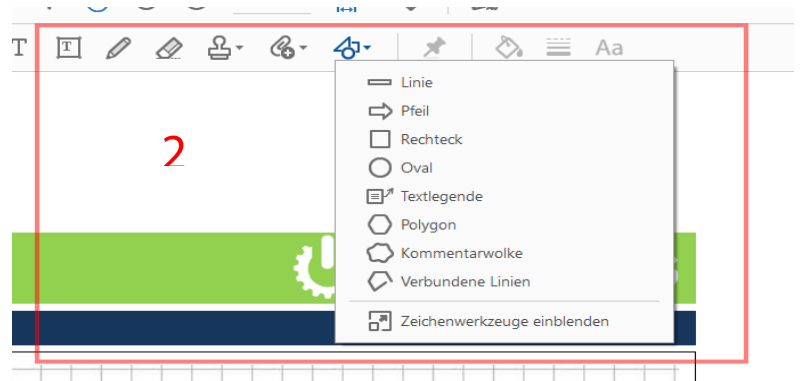 T T Aa
2
Linie
Pfeil
Rechteck
Oval
Textlegende
Polygon
Kommentarwolke
Verbundene Linien
Zeichenwerkzeuge einblenden